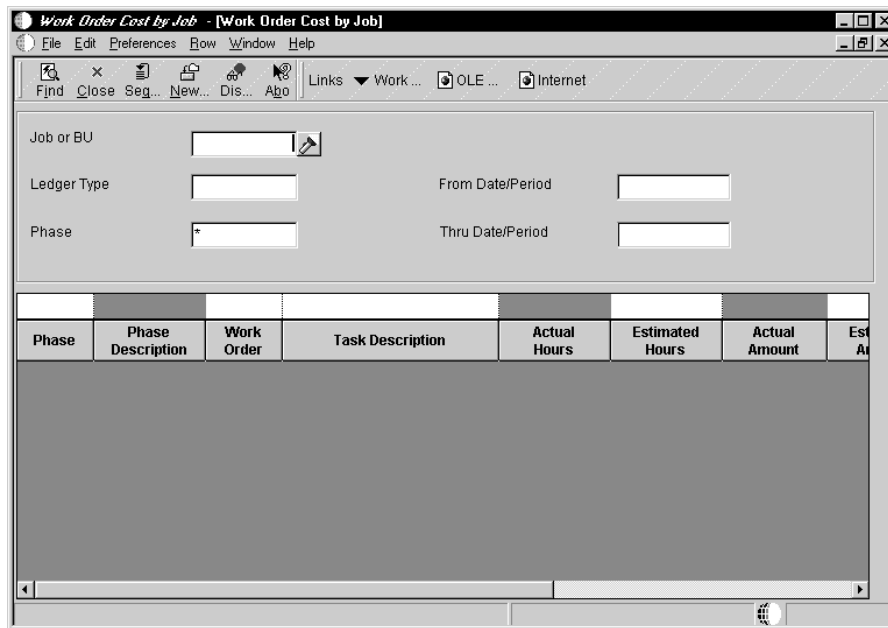 Work Order Cost by Job - [Work Order Cost by Job]
File Edit Preferences Row Window Help
Find Close Seq... New... Dis... Abo Links Work ... OLE ... Internet
Job or BU
Ledger Type From Date/Period
Phase * Thru Date/Period
Phase Phase Description Work Order Task Description Actual Hours Estimated Hours Actual Amount Est Ar